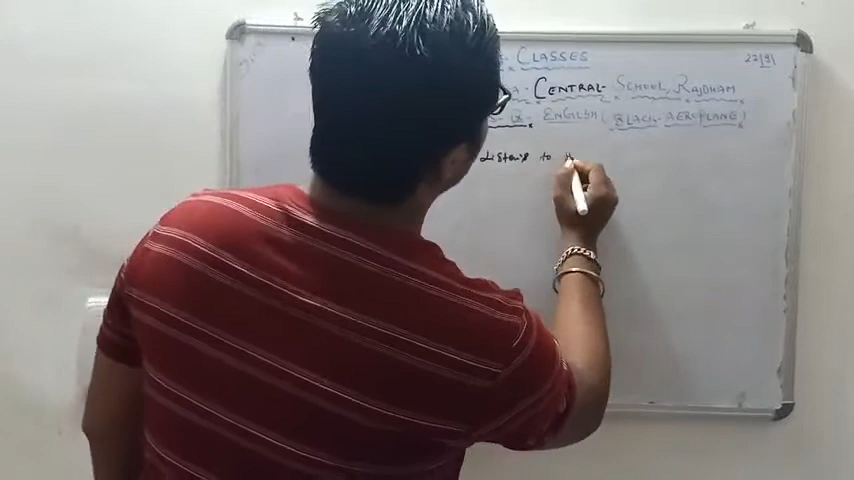 CLASSES 22/9/
CENTRAL- SCHOOL, RAJDHAM
ENGLISH (BLACK-AEROPLANE)
Listen to